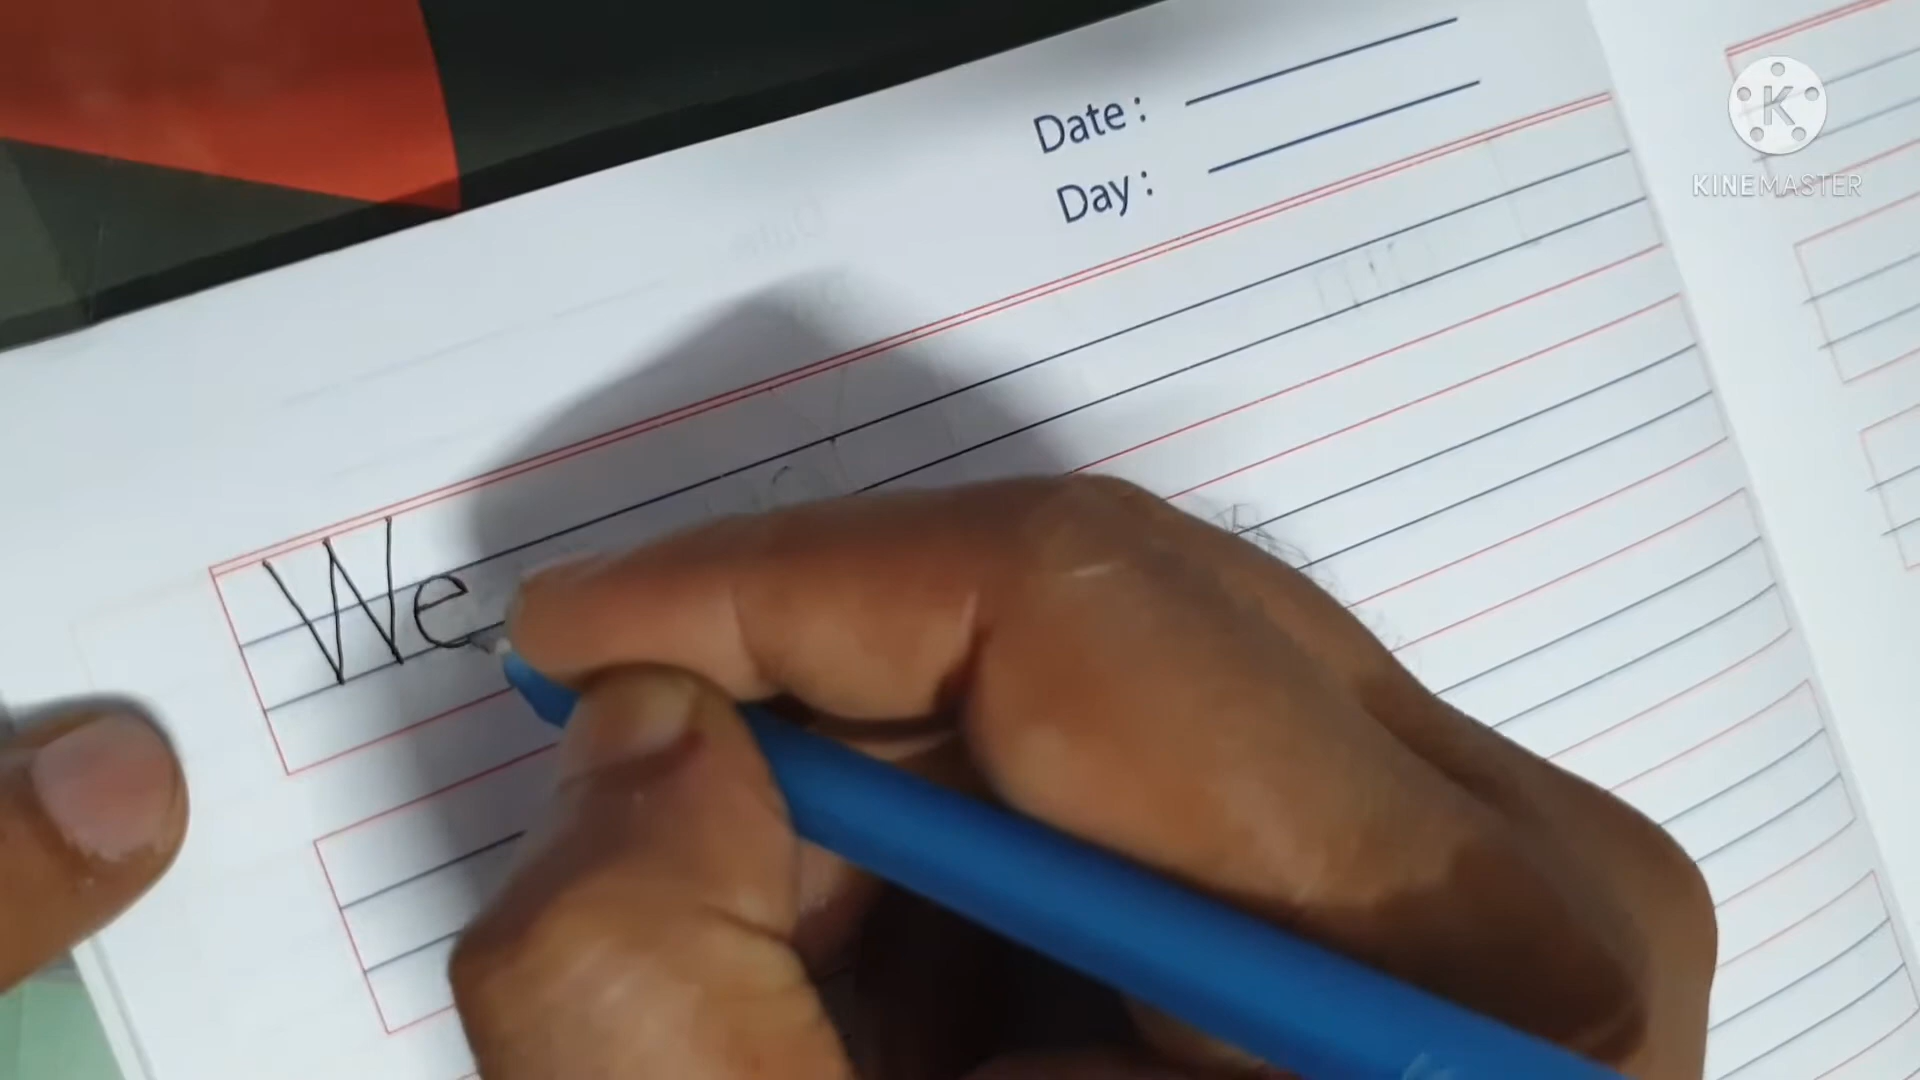 Date :
Day :
K
KINEMASTER
We